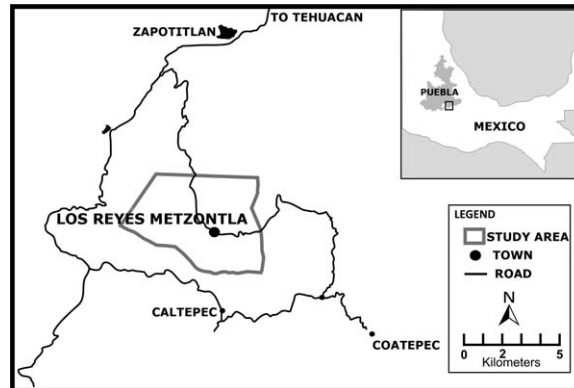 TO TEHUACAN
ZAPOTITLAN
LOS REYES METZONTLA
CALTEPEC
COATEPEC
PUEBLA
MEXICO
LEGEND
STUDY AREA
TOWN
ROAD
N
0 2 5
Kilometers